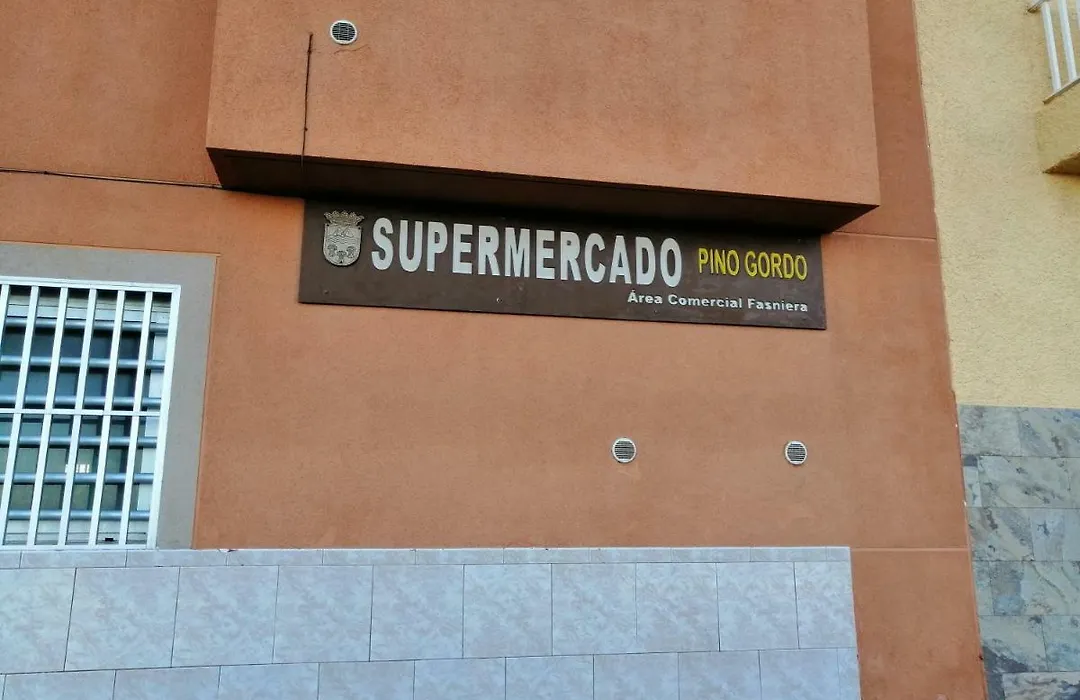 SUPERMERCADO PINO GORDO
Área Comercial Fasniera